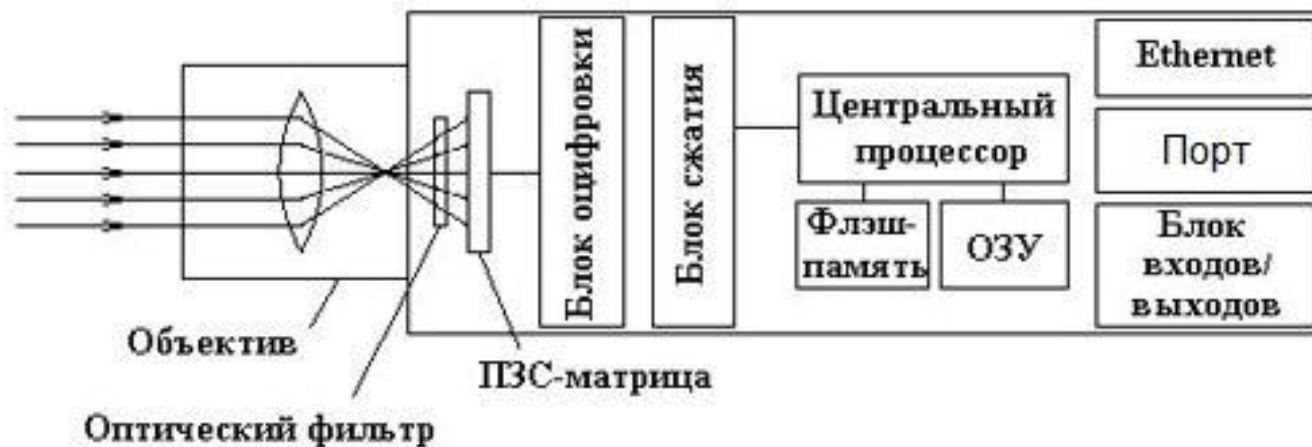 Объектив
Оптический фильтр
ПЗС-матрица
Блок оцифровки
Блок сжатия
Центральный
процессор
Флэш-
память
ОЗУ
Ethernet
Порт
Блок
входов/
выходов